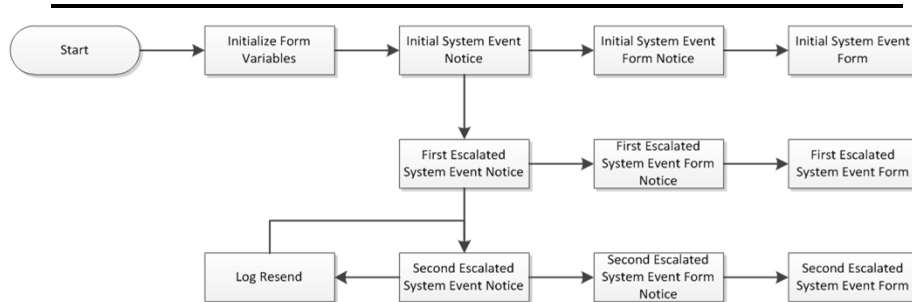 Start
Initialize Form
Variables
Initial System Event
Notice
Initial System Event
Form Notice
Initial System Event
Form
First Escalated
System Event Notice
First Escalated
System Event Form
Notice
First Escalated
System Event Form
Log Resend
Second Escalated
System Event Notice
Second Escalated
System Event Form
Notice
Second Escalated
System Event Form